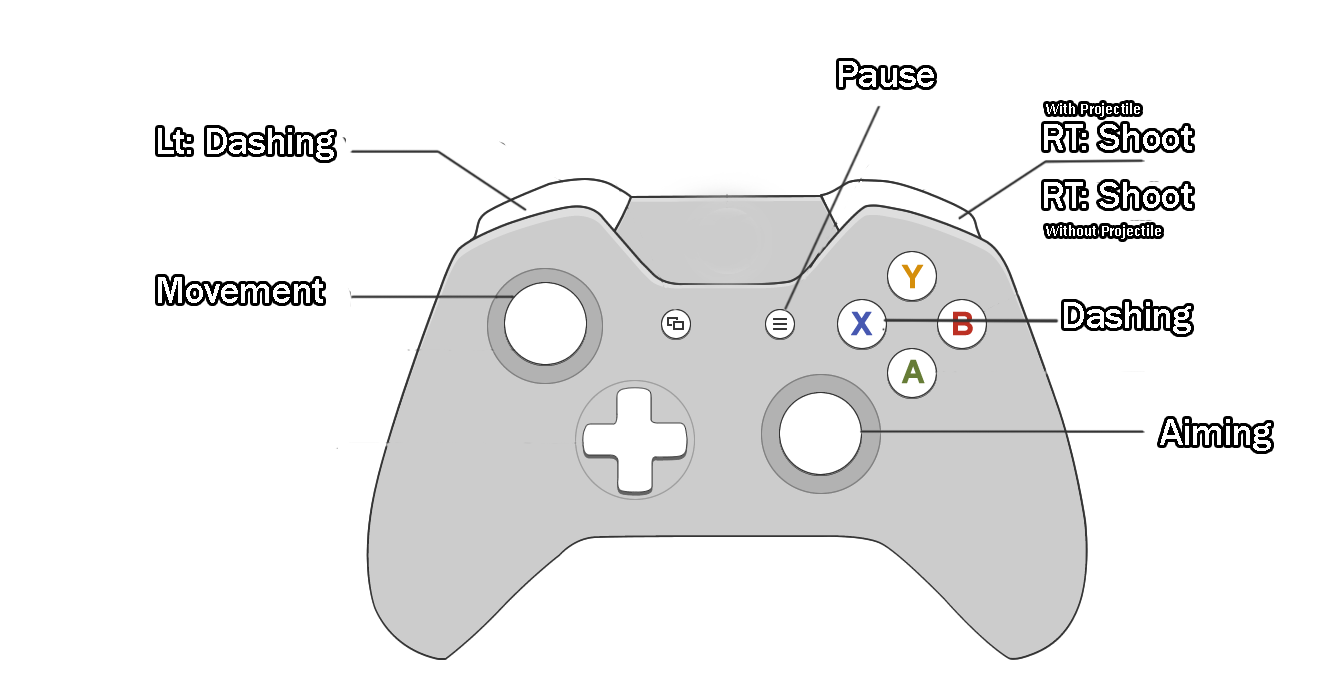 Pause
With Projectile
Lt: Dashing
RT: Shoot
RT: Shoot
Without Projectile
Y
Movement
X
B
Dashing
A
Aiming